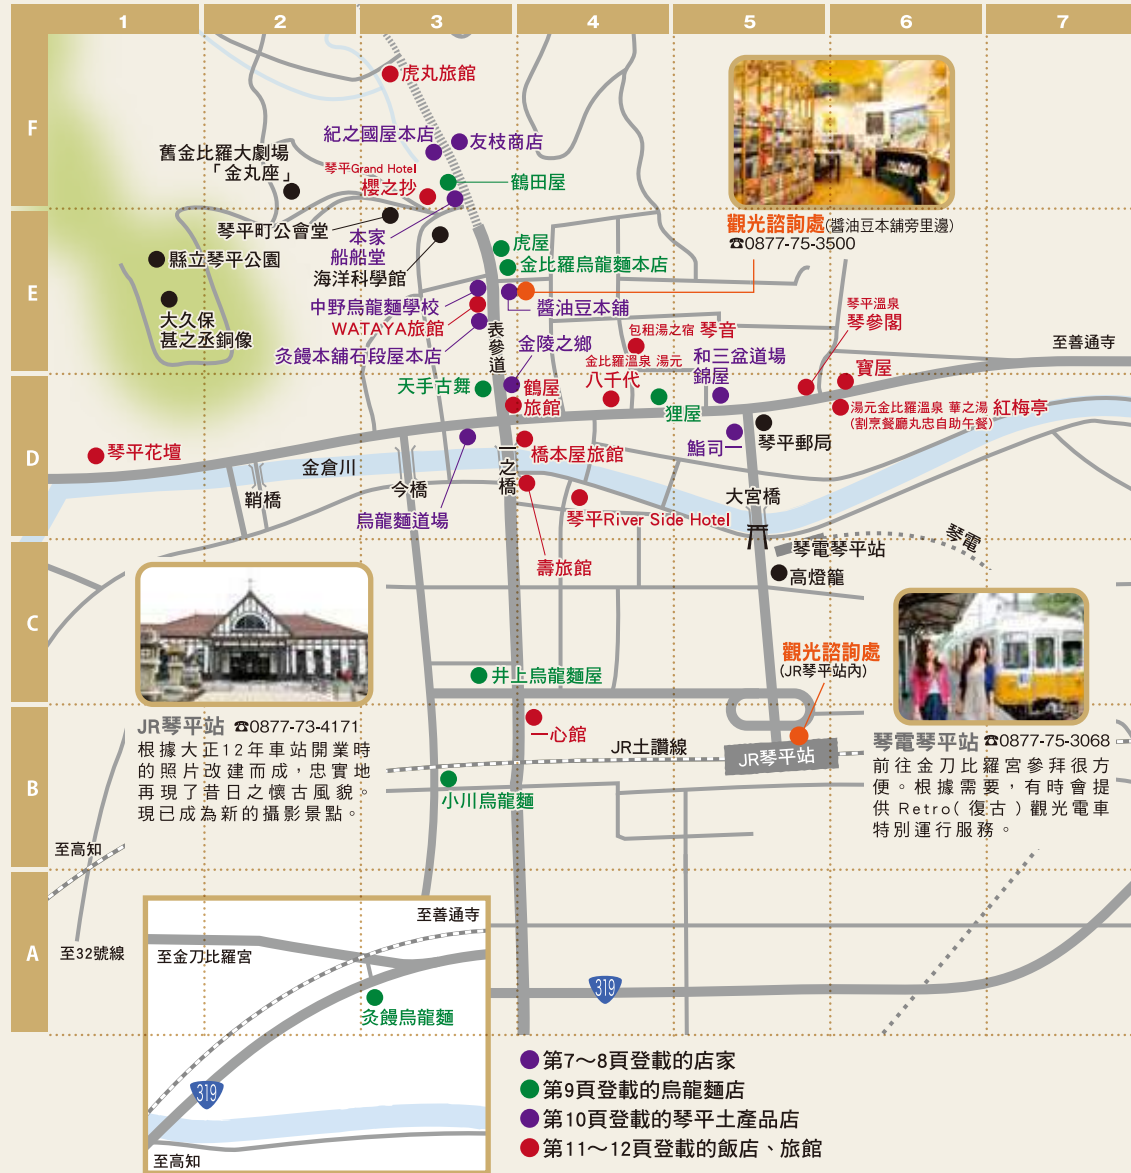 1 2 3 4 5 6 7
F
E
D
C
B
A
虎丸旅館
紀之國屋本店
友枝商店
舊金比羅大劇場
「金丸座」
琴平Grand Hotel
櫻之抄
鶴田屋
琴平町公會堂
本家
船船堂
海洋科學館
縣立琴平公園
大久保
甚之丞銅像
虎屋
金比羅烏龍麵本店
觀光諮詢處(醬油豆本舖旁里邊)
☎0877-75-3500
中野烏龍麵學校
醬油豆本舖
WATAYA旅館
灸饅本舖石段屋本店
表參道
金陵之鄉
包租湯之宿 琴音
琴平溫泉
琴參閣
至善通寺
金比羅溫泉 湯元
八千代
和三盆道場
錦屋
寶屋
天手古舞
鶴屋
旅館
狸屋
湯元金比羅溫泉 華之湯 紅梅亭
(割烹餐廳丸忠自助午餐)
鮨司一
琴平郵局
琴平花壇
金倉川
一之橋
橋本屋旅館
鞘橋
今橋
大宮橋
烏龍麵道場
琴平River Side Hotel
琴電
壽旅館
琴電琴平站
高燈籠
井上烏龍麵屋
觀光諮詢處
(JR琴平站內)
JR琴平站 ☎0877-73-4171
根據大正12年車站開業時
的照片改建而成，忠實地
再現了昔日之懷古風貌。
現已成為新的攝影景點。
一心館
JR土讚線
JR琴平站
小川烏龍麵
琴電琴平站 ☎0877-75-3068
前往金刀比羅宮參拜很方
便。根據需要，有時會提
供 Retro( 復古 ) 觀光電車
特別運行服務。
至高知
至32號線
至善通寺
至金刀比羅宮
灸饅烏龍麵
319
至高知
319
第7～8頁登載的店家
第9頁登載的烏龍麵店
第10頁登載的琴平土產品店
第11～12頁登載的飯店、旅館